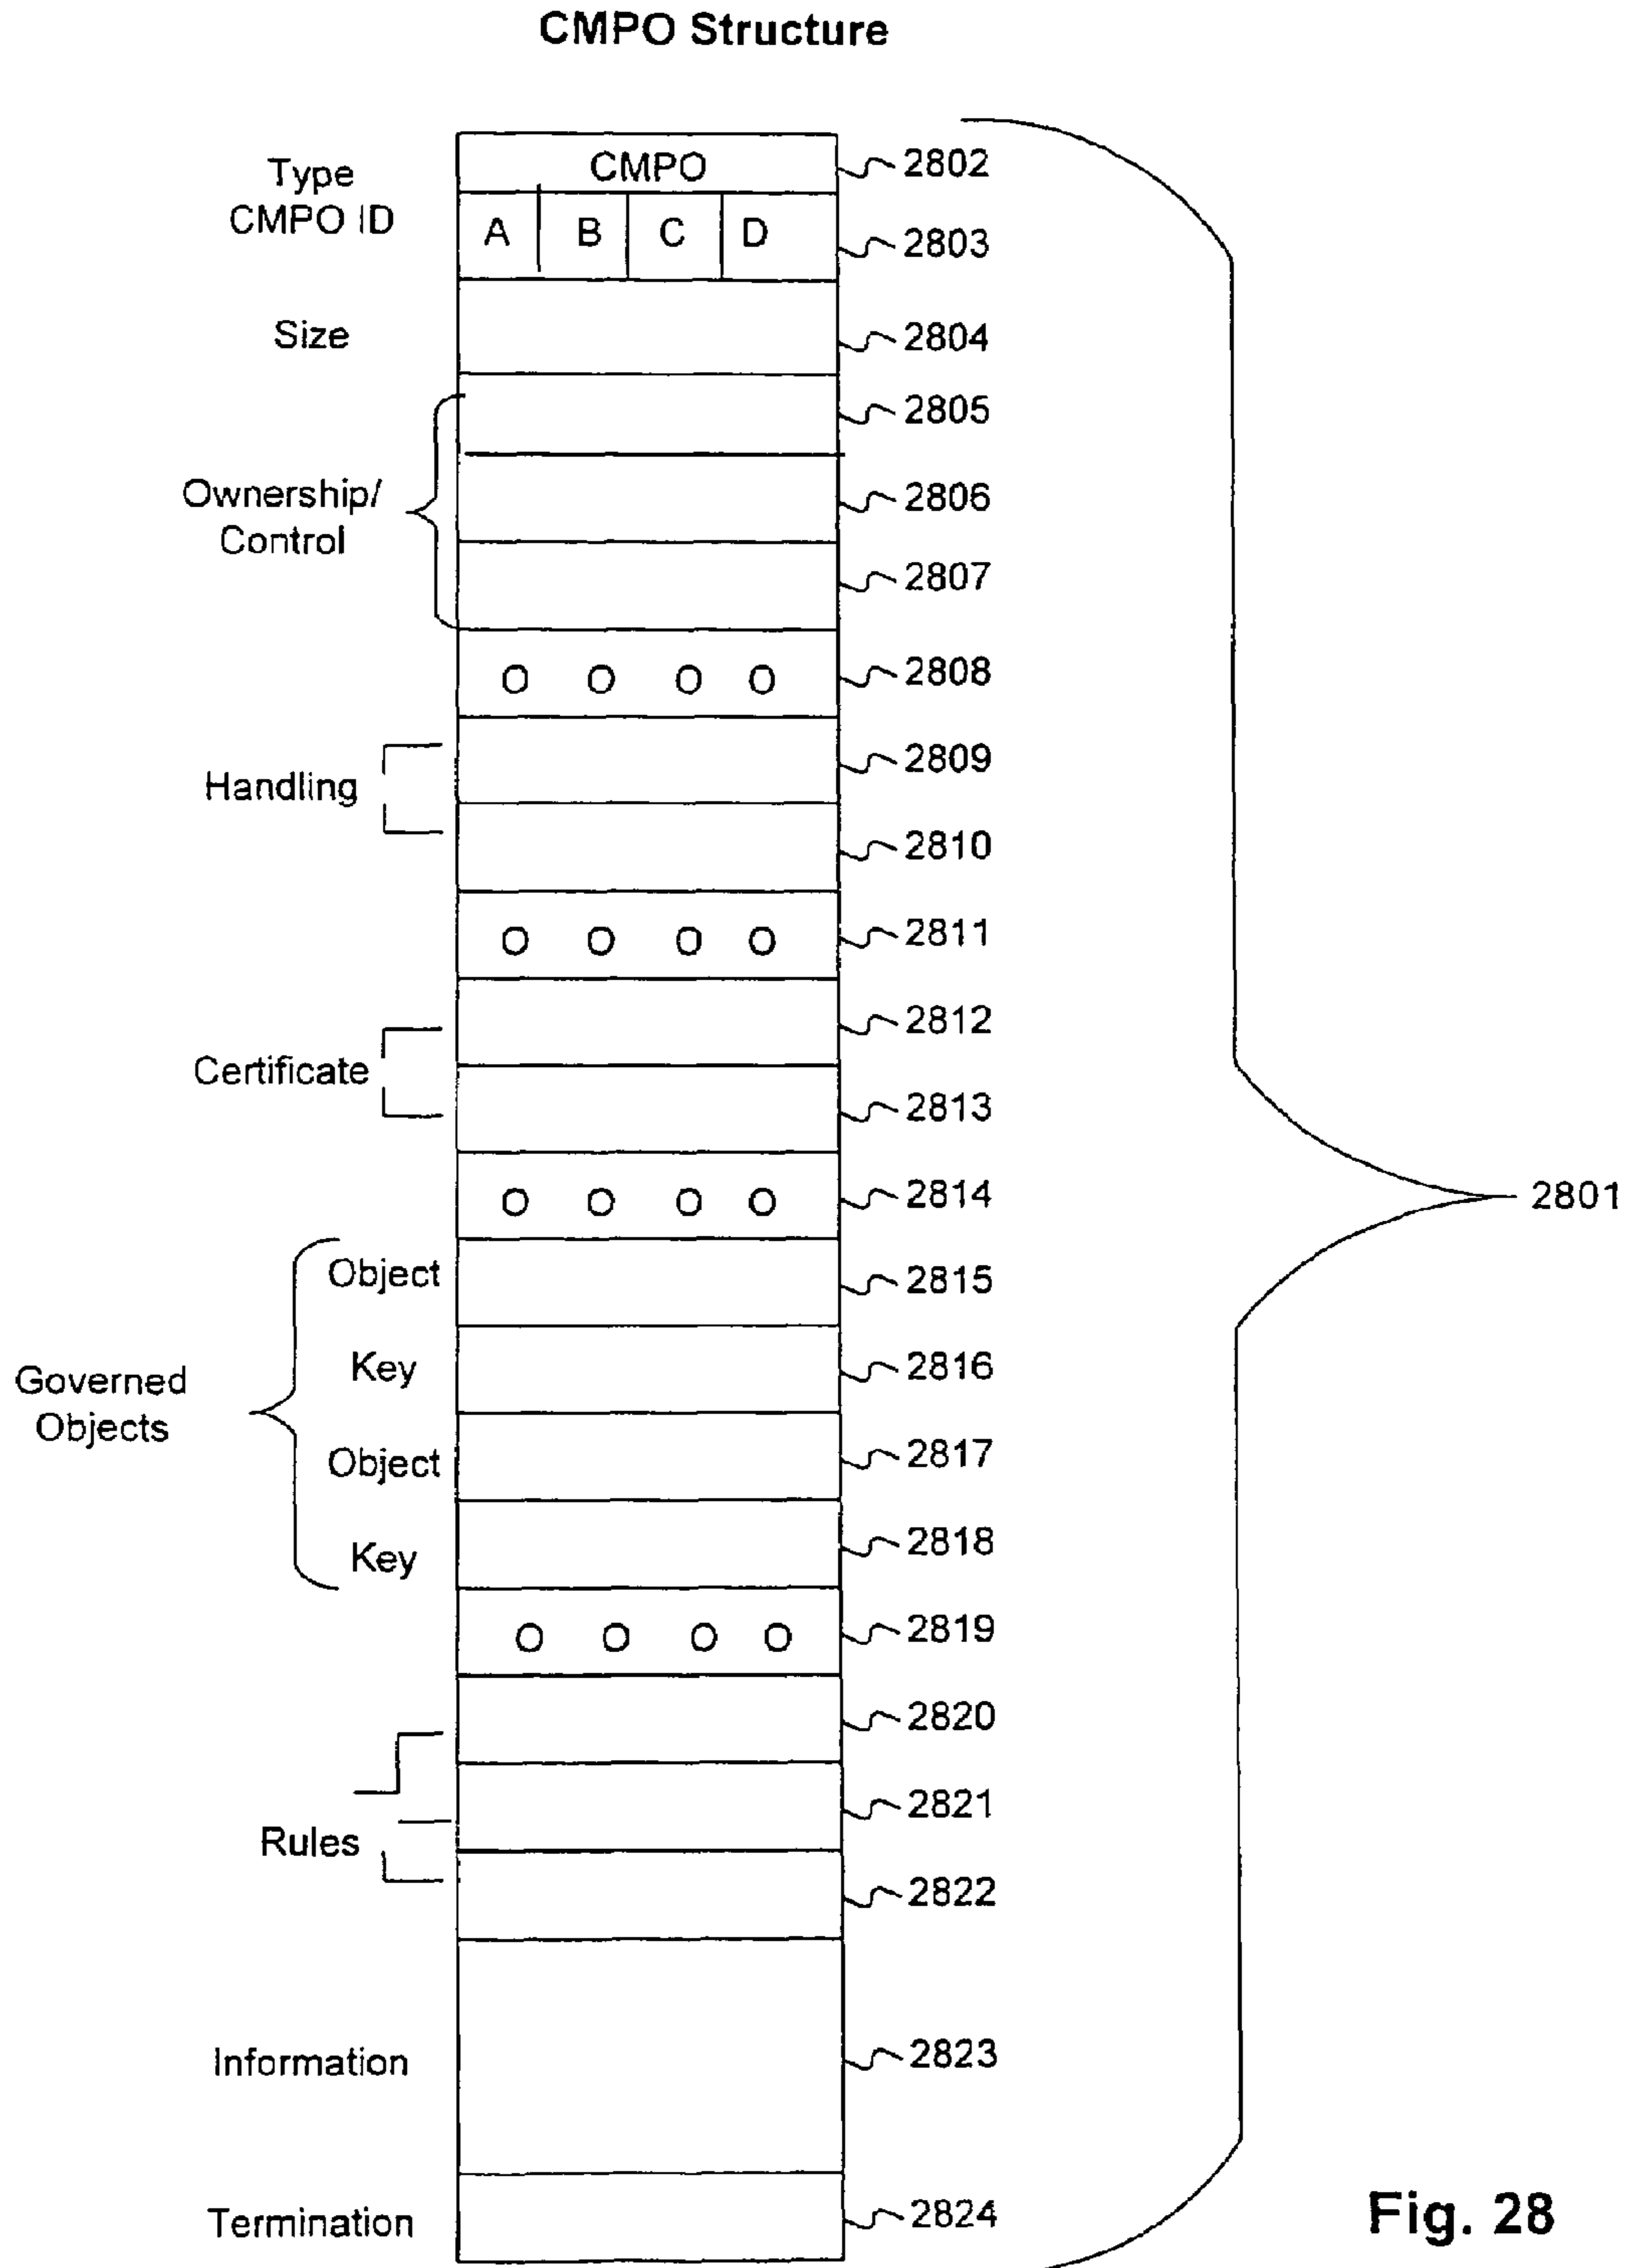 CMPO Structure
Type CMPO 2802
CMPO ID A B C D 2803
Size 2804
2805
Ownership/ 2806
Control
2807
O O O O 2808
Handling 2809
2810
O O O O 2811
2812
Certificate
2813
O O O O 2814
2801
Object 2815
Key 2816
Governed
Objects
Object 2817
Key 2818
O O O O 2819
2820
2821
Rules
2822
Information 2823
Termination 2824
Fig. 28